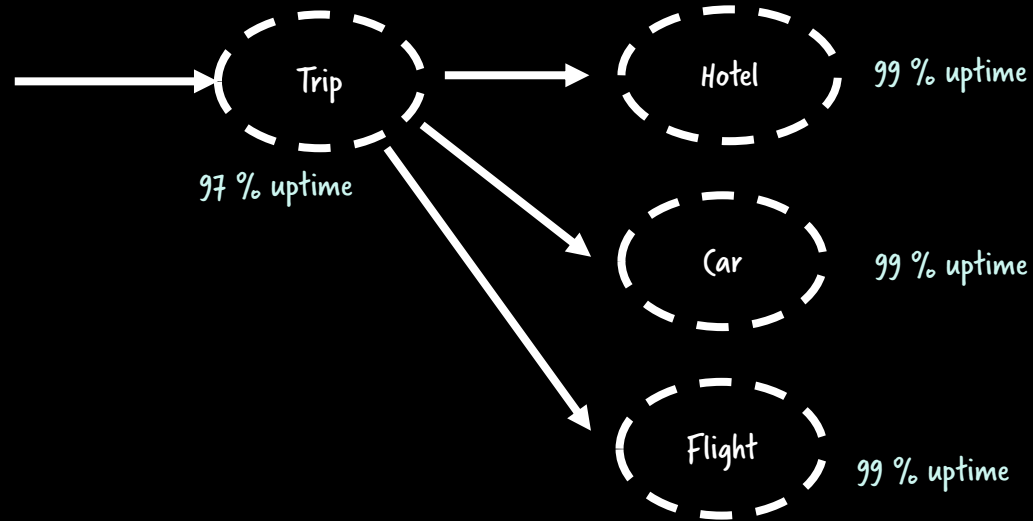 Trip
97 % uptime
Hotel
99 % uptime
Car
99 % uptime
Flight
99 % uptime